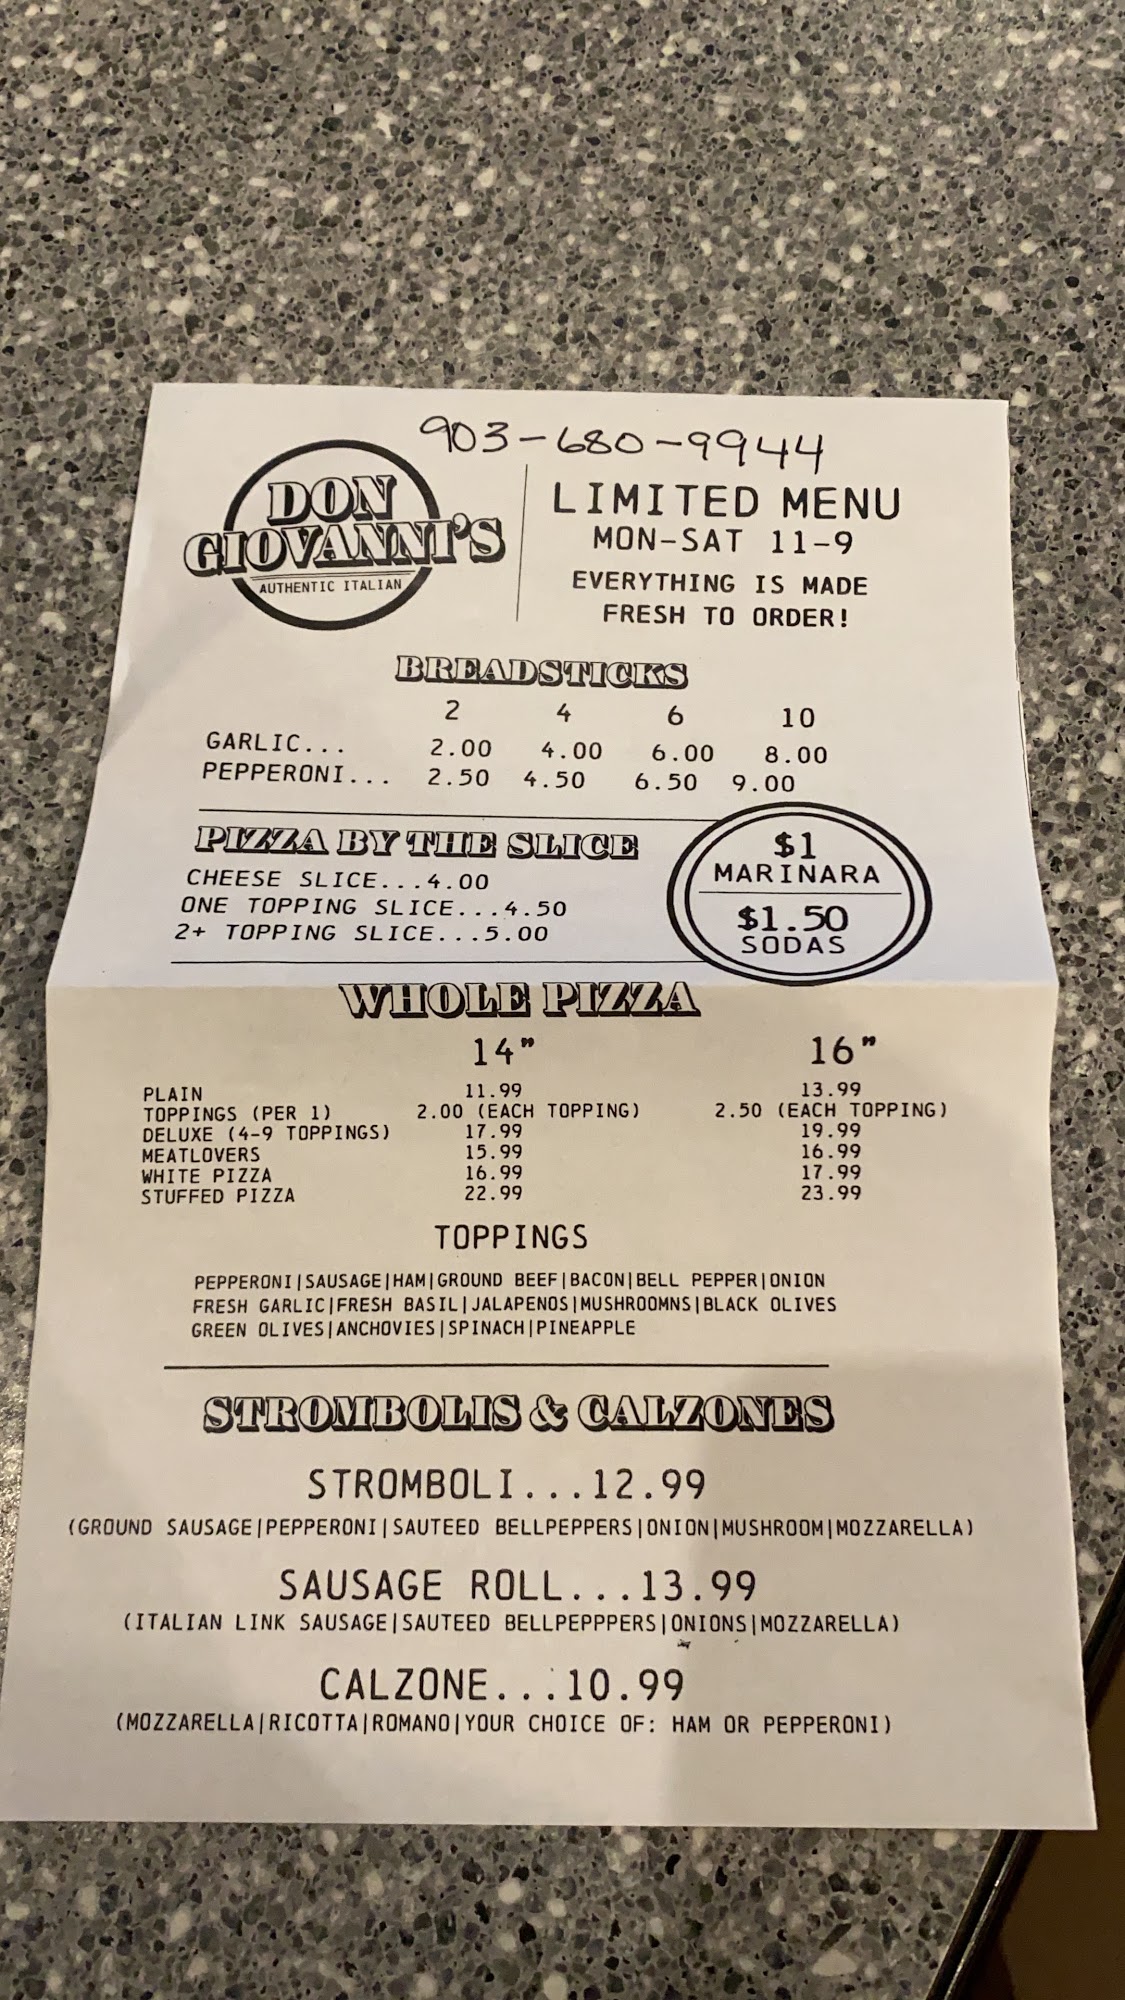 903-680-9944
DON
GIOVANNI'S
AUTHENTIC ITALIAN
LIMITED MENU
MON-SAT 11-9
EVERYTHING IS MADE
FRESH TO ORDER!
BREADSTICKS
2 4 6 10
GARLIC... 2.00 4.00 6.00 8.00
PEPPERONI... 2.50 4.50 6.50 9.00
PIZZA BY THE SLICE
CHEESE SLICE...4.00
ONE TOPPING SLICE...4.50
2+ TOPPING SLICE...5.00
$1
MARINARA
$1.50
SODAS
WHOLE PIZZA
14" 16"
PLAIN 11.99 13.99
TOPPINGS (PER 1) 2.00 (EACH TOPPING) 2.50 (EACH TOPPING)
DELUXE (4-9 TOPPINGS) 17.99 19.99
MEATLOVERS 15.99 16.99
WHITE PIZZA 16.99 17.99
STUFFED PIZZA 22.99 23.99
TOPPINGS
PEPPERONI|SAUSAGE|HAM|GROUND BEEF|BACON|BELL PEPPER|ONION
FRESH GARLIC|FRESH BASIL|JALAPENOS|MUSHROOMNS|BLACK OLIVES
GREEN OLIVES|ANCHOVIES|SPINACH|PINEAPPLE
STROMBOLIS & CALZONES
STROMBOLI...12.99
(GROUND SAUSAGE|PEPPERONI|SAUTEED BELLPEPPERS|ONION|MUSHROOM|MOZZARELLA)
SAUSAGE ROLL...13.99
(ITALIAN LINK SAUSAGE|SAUTEED BELLPEPPPERS|ONIONS|MOZZARELLA)
CALZONE...10.99
(MOZZARELLA|RICOTTA|ROMANO|YOUR CHOICE OF: HAM OR PEPPERONI)